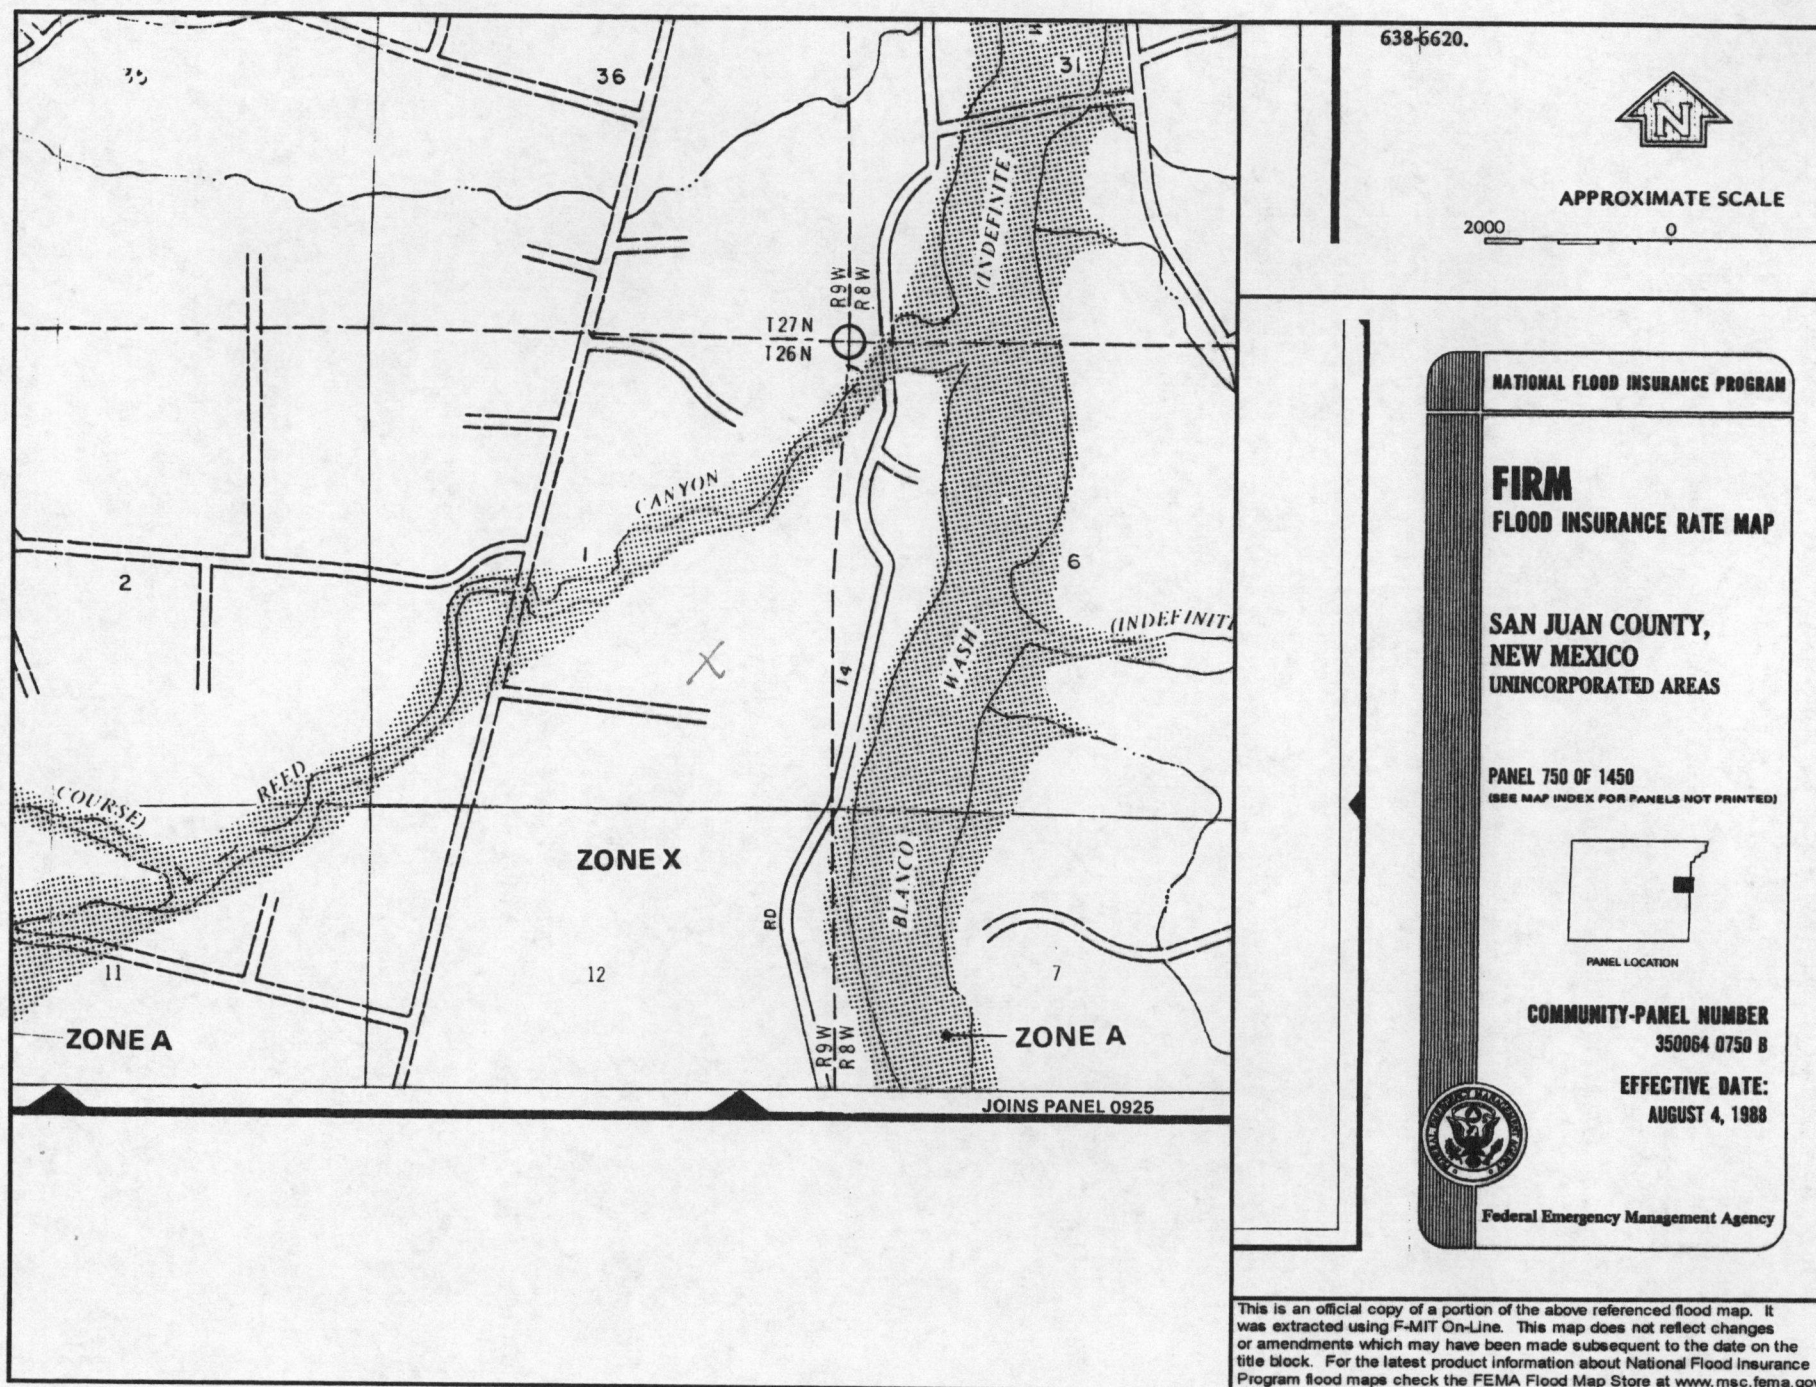 35
36
31
(INDEFINITE
R9W
R8W
T27N
T26N
CANYON
1
2
6
(INDEFINITE
WASH
X
14
REED
COURSE)
ZONE X
BLANCO
RD
11
12
7
ZONE A
R9W
R8W
ZONE A
JOINS PANEL 0925
638-6620.
N
APPROXIMATE SCALE
2000 0
NATIONAL FLOOD INSURANCE PROGRAM
FIRM
FLOOD INSURANCE RATE MAP
SAN JUAN COUNTY,
NEW MEXICO
UNINCORPORATED AREAS
PANEL 750 OF 1450
(SEE MAP INDEX FOR PANELS NOT PRINTED)
PANEL LOCATION
COMMUNITY-PANEL NUMBER
350064 0750 B
EFFECTIVE DATE:
AUGUST 4, 1988
Federal Emergency Management Agency
This is an official copy of a portion of the above referenced flood map. It
was extracted using F-MIT On-Line. This map does not reflect changes
or amendments which may have been made subsequent to the date on the
title block. For the latest product information about National Flood Insurance
Program flood maps check the FEMA Flood Map Store at www.msc.fema.gov